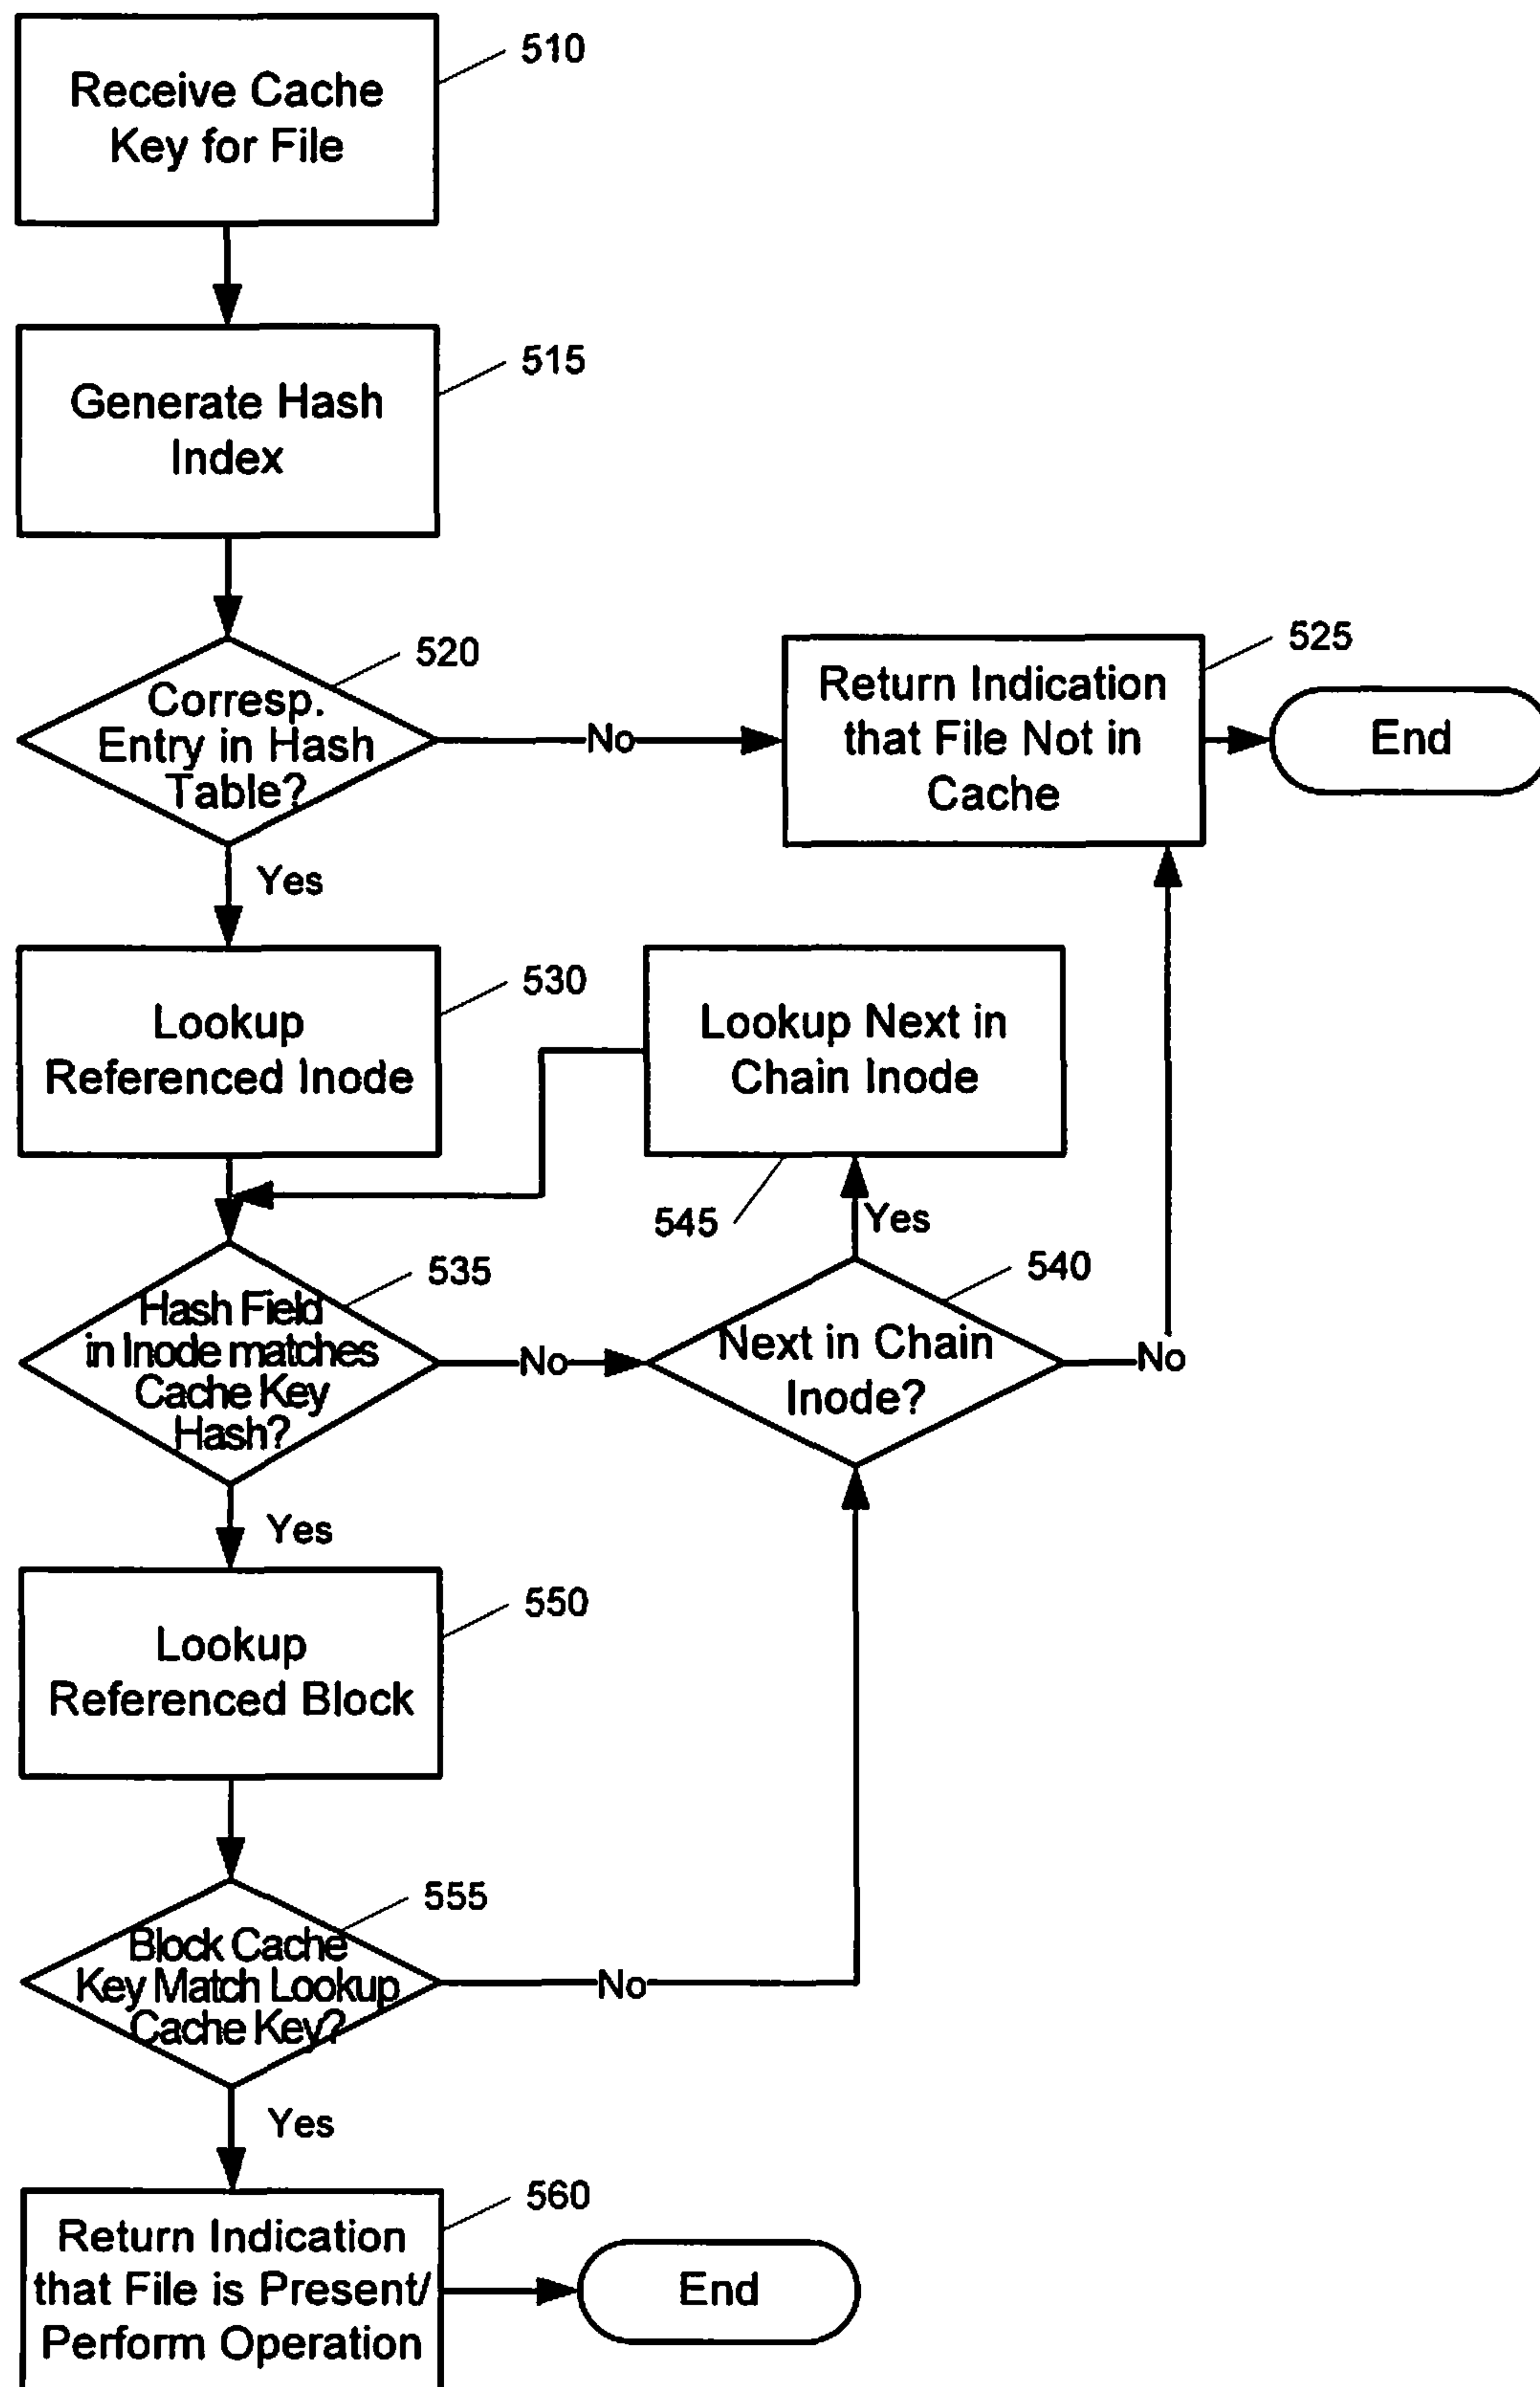 510
Receive Cache
Key for File
515
Generate Hash
Index
520
Corresp.
Entry in Hash
Table?
No
525
Return Indication
that File Not in
Cache
End
Yes
530
Lookup
Referenced Inode
Lookup Next in
Chain Inode
545
Yes
535
Hash Field
in Inode matches
Cache Key
Hash?
No
540
Next in Chain
Inode?
No
Yes
550
Lookup
Referenced Block
555
Block Cache
Key Match Lookup
Cache Key?
No
Yes
560
Return Indication
that File is Present/
Perform Operation
End